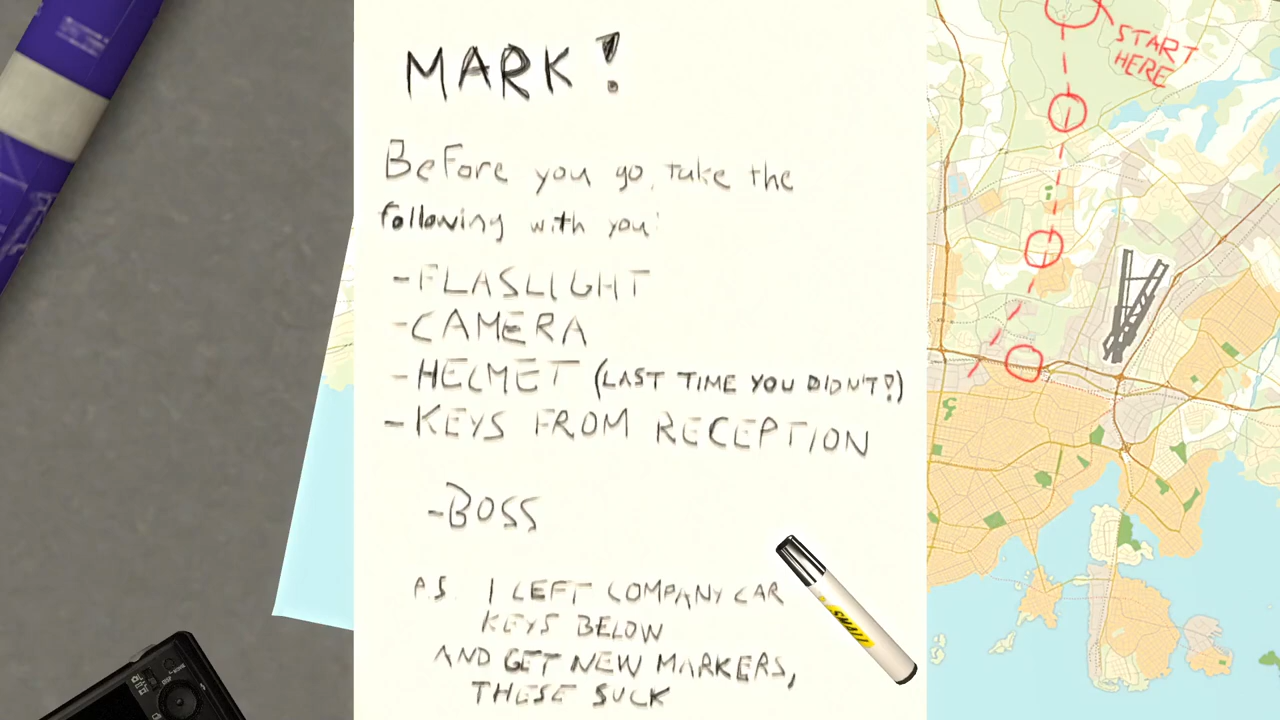 MARK!
Before you go, take the
following with you:
-FLASLIGHT
-CAMERA
-HELMET (LAST TIME YOU DIDN'T!)
-KEYS FROM RECEPTION
-BOSS
P.S. I LEFT COMPANY CAR
KEYS BELOW
AND GET NEW MARKERS,
THESE SUCK
SMALL
START
HERE